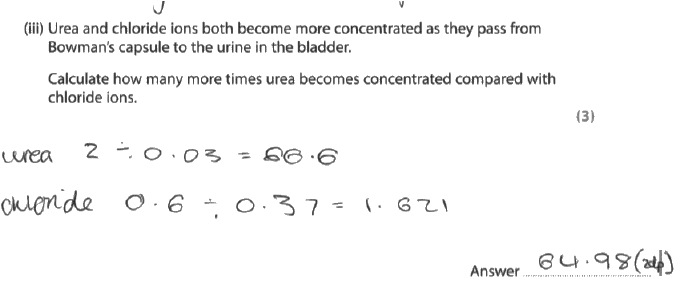 (iii) Urea and chloride ions both become more concentrated as they pass from
Bowman's capsule to the urine in the bladder.
Calculate how many more times urea becomes concentrated compared with
chloride ions.
(3)
urea 2 ÷ 0.03 = 66.6
chloride 0.6 ÷ 0.37 = 1.621
Answer 64.98 (2dp)